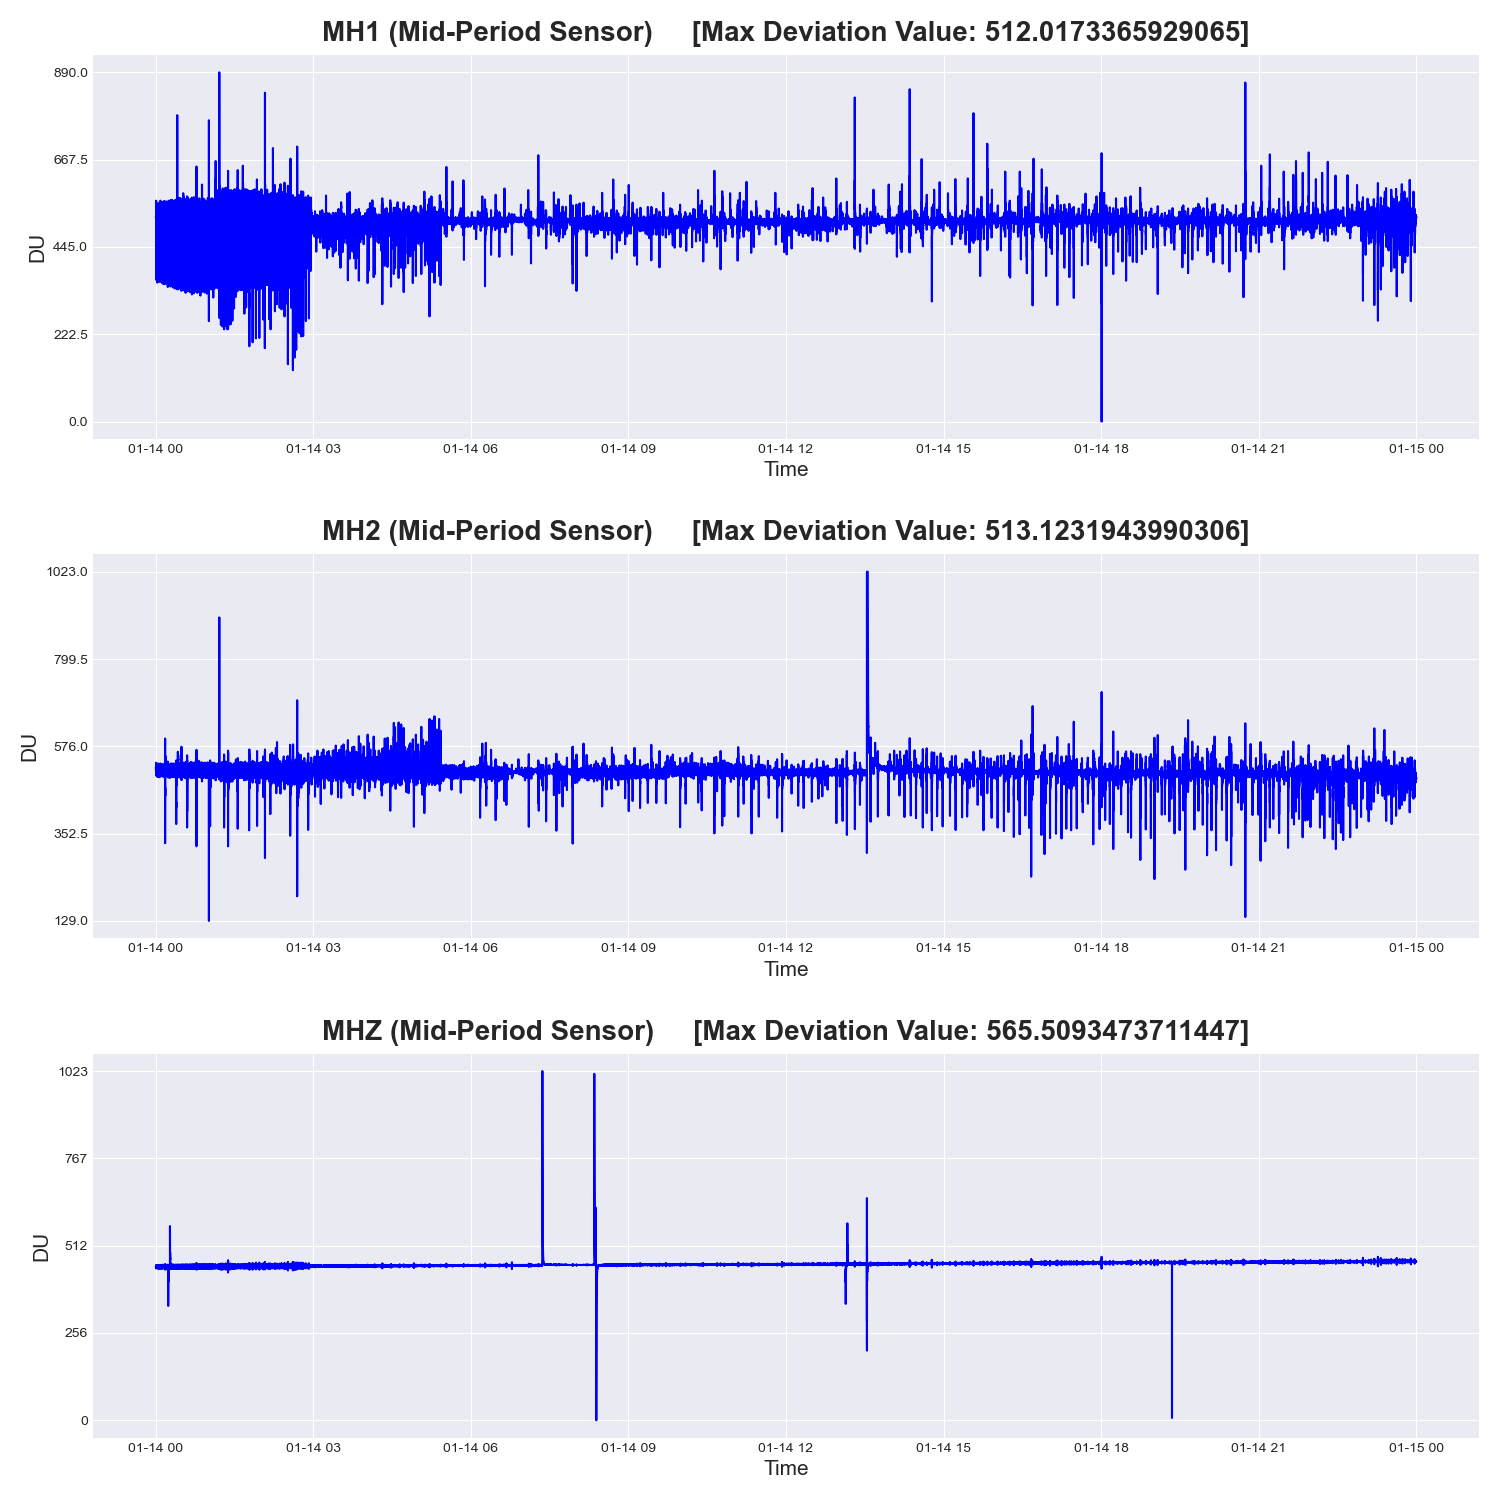 MH1 (Mid-Period Sensor)     [Max Deviation Value: 512.0173365929065]
890.0
667.5
445.0
222.5
0.0
DU
01-14 00 01-14 03 01-14 06 01-14 09 01-14 12 01-14 15 01-14 18 01-14 21 01-15 00
Time
MH2 (Mid-Period Sensor)     [Max Deviation Value: 513.1231943990306]
1023.0
799.5
576.0
352.5
129.0
DU
01-14 00 01-14 03 01-14 06 01-14 09 01-14 12 01-14 15 01-14 18 01-14 21 01-15 00
Time
MHZ (Mid-Period Sensor)     [Max Deviation Value: 565.5093473711447]
1023
767
512
256
0
DU
01-14 00 01-14 03 01-14 06 01-14 09 01-14 12 01-14 15 01-14 18 01-14 21 01-15 00
Time